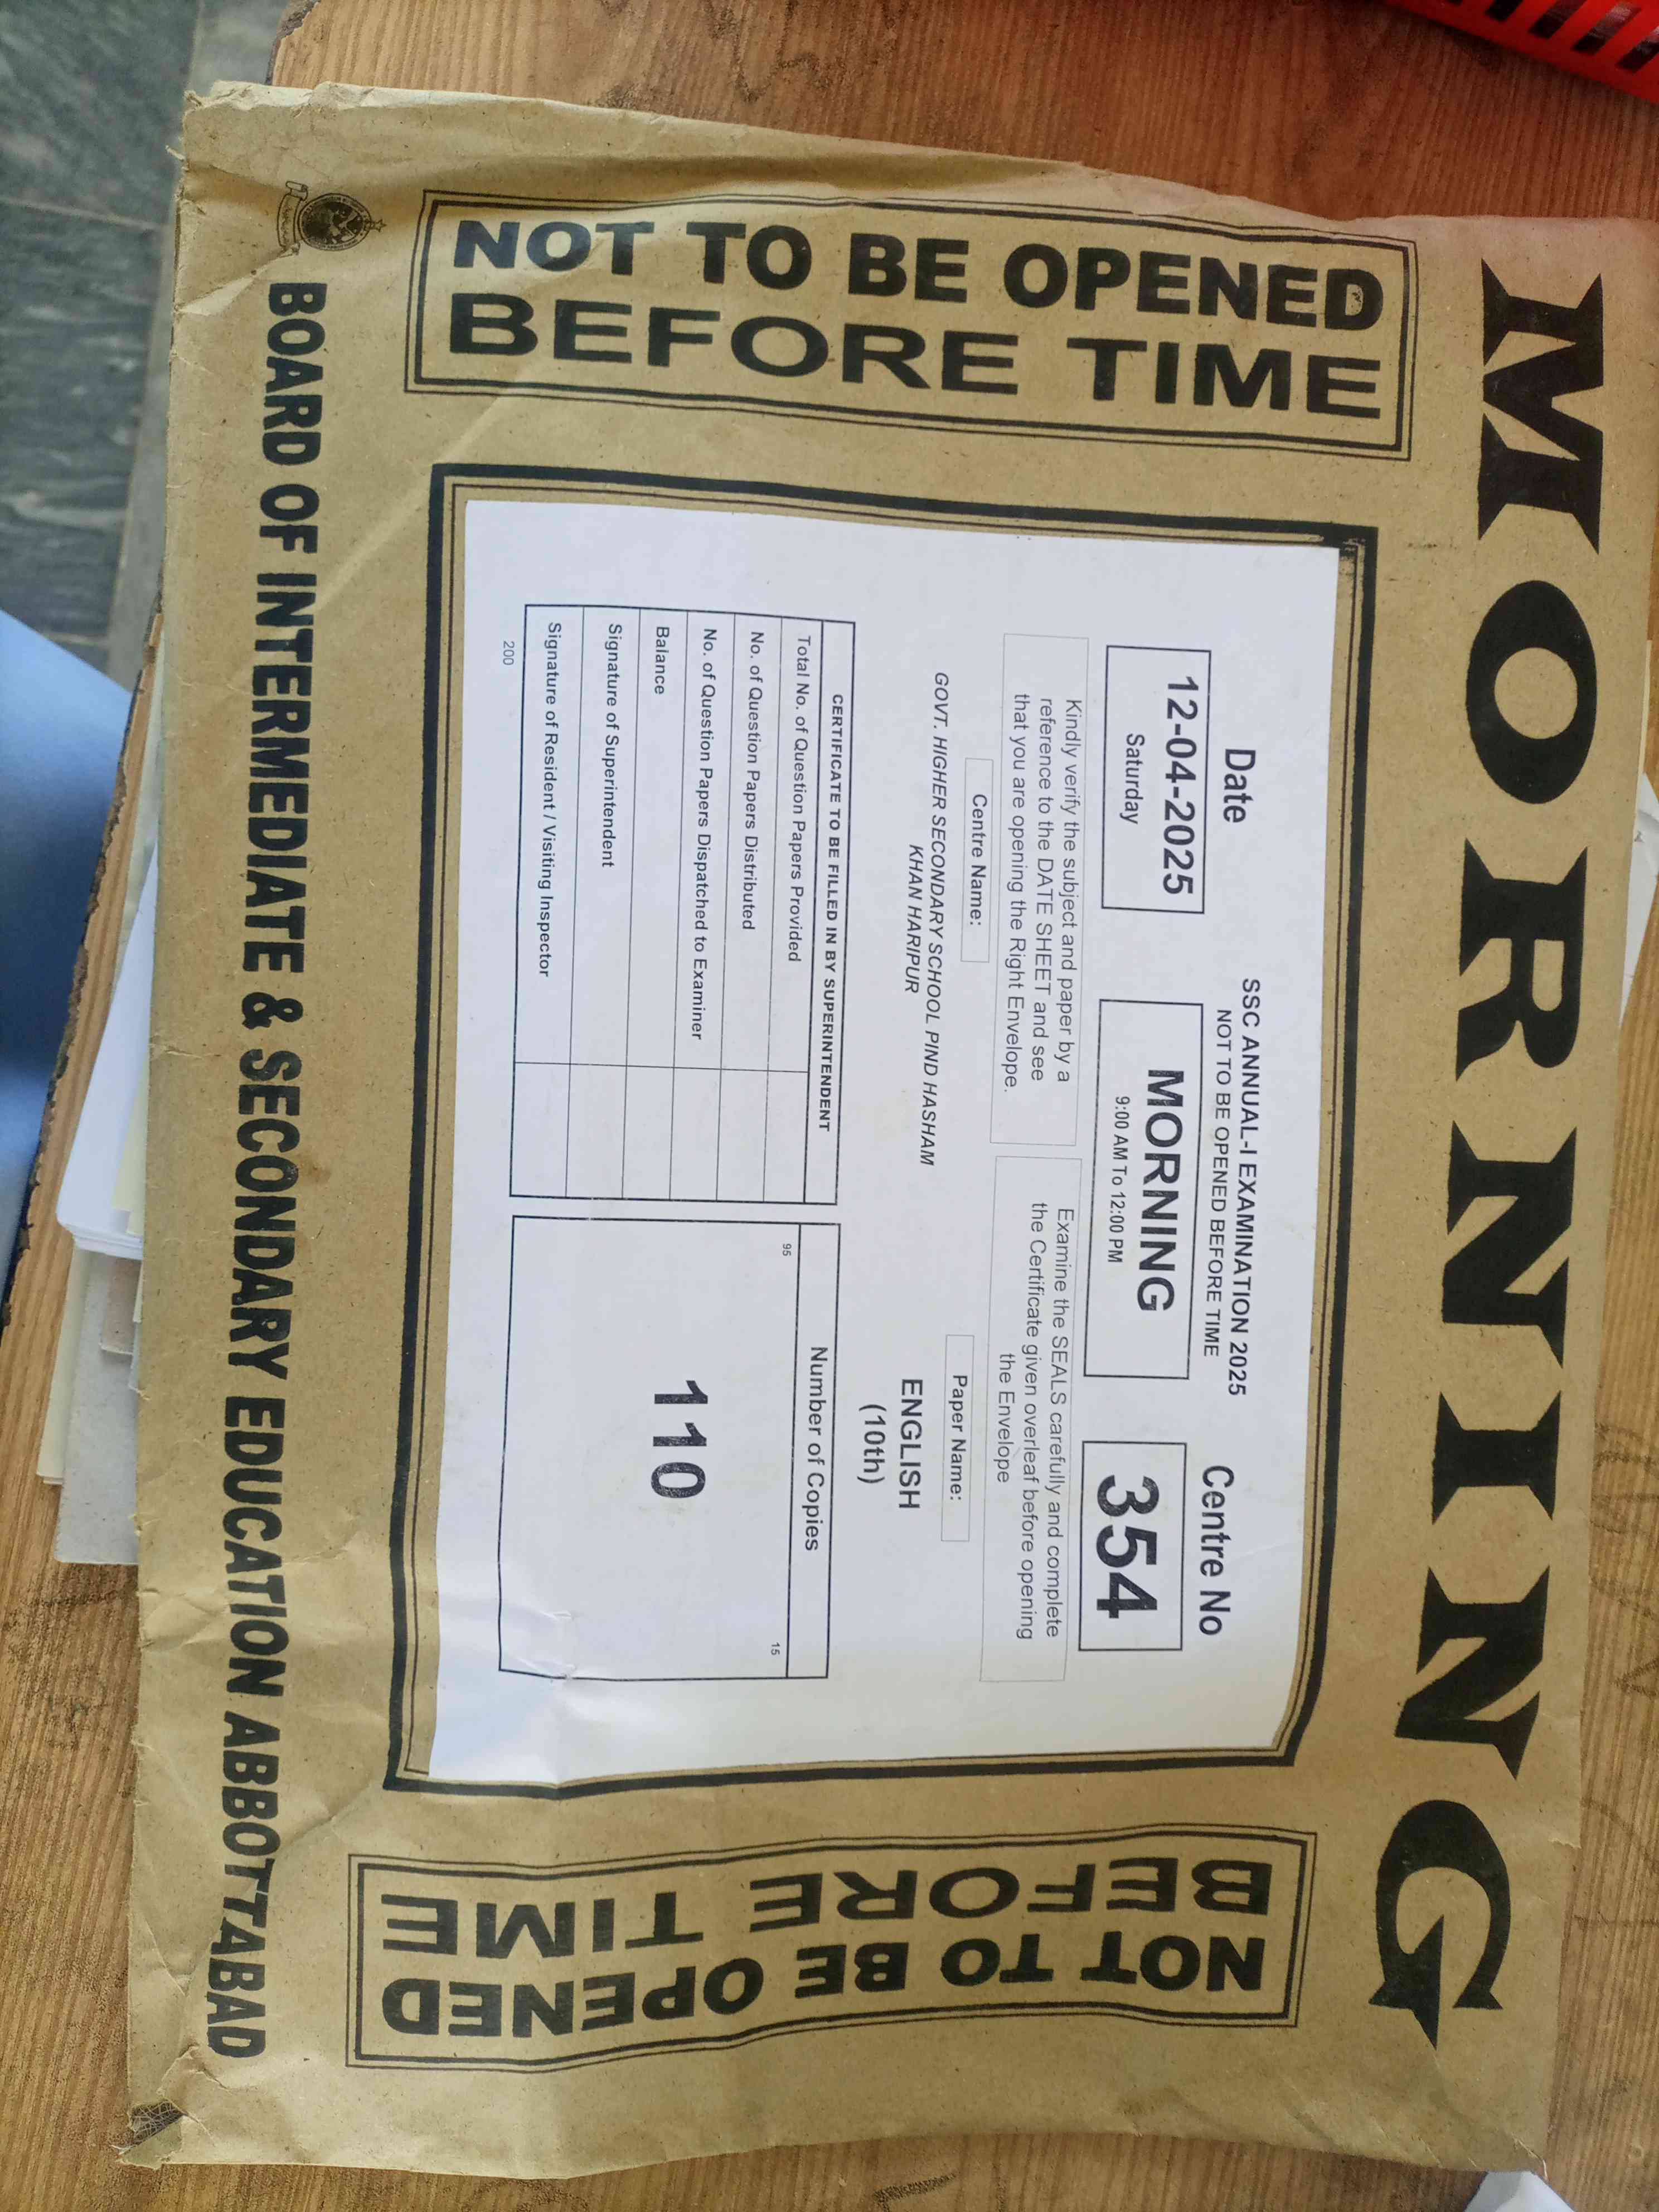 MORNING
NOT TO BE OPENED
BEFORE TIME
Date
12-04-2025
Saturday
SSC ANNUAL-I EXAMINATION 2025
NOT TO BE OPENED BEFORE TIME
MORNING
9:00 AM To 12:00 PM
Centre No
354
Kindly verify the subject and paper by a
reference to the DATE SHEET and see
that you are opening the Right Envelope.
Examine the SEALS carefully and complete
the Certificate given overleaf before opening
the Envelope
Centre Name:
GOVT. HIGHER SECONDARY SCHOOL PIND HASHAM
KHAN HARIPUR
Paper Name:
ENGLISH
(10th)
CERTIFICATE TO BE FILLED IN BY SUPERINTENDENT
Total No. of Question Papers Provided
No. of Question Papers Distributed
No. of Question Papers Dispatched to Examiner
Balance
Signature of Superintendent
Signature of Resident / Visiting Inspector
200
Number of Copies
95
15
110
NOT TO BE OPENED
BEFORE TIME
BOARD OF INTERMEDIATE & SECONDARY EDUCATION ABBOTTABAD